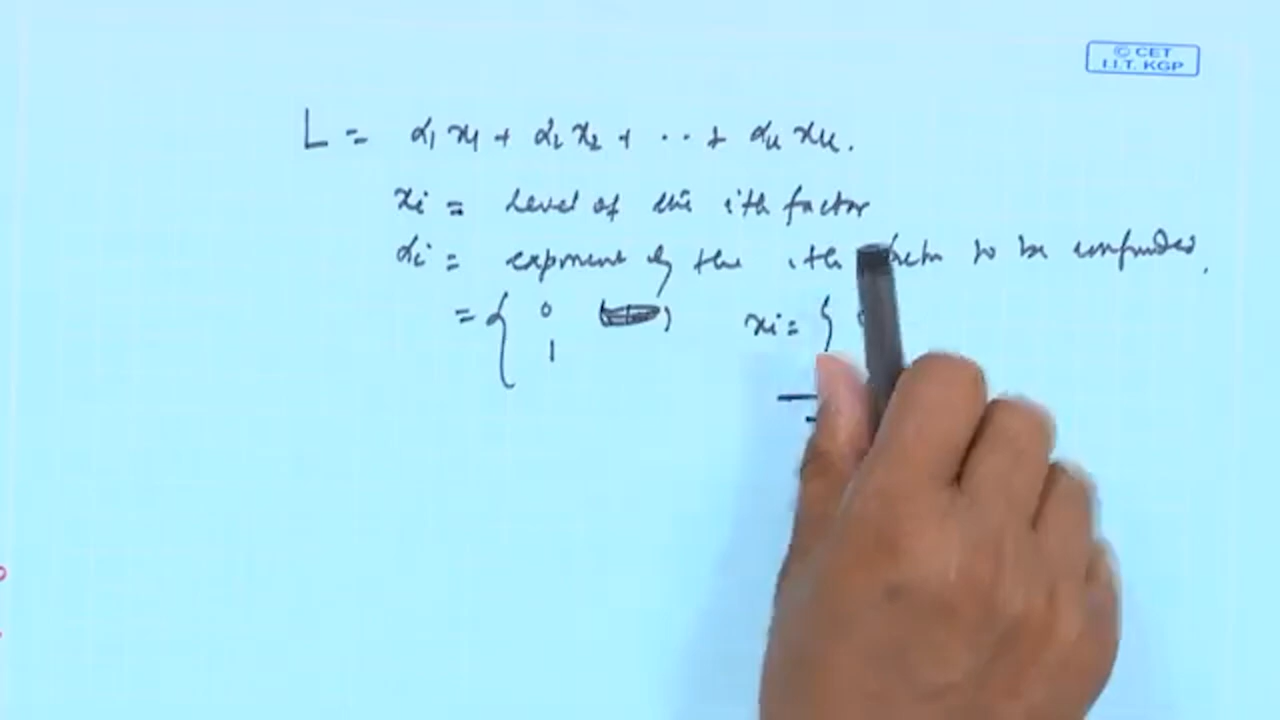 © CET
I.I.T. KGP
L = α₁ x₁ + α₂ x₂ + ·· + αk xk.
xi = level of the ith factor
αi = exponent of the ith to be confounded.
= { 0
1
xi = {